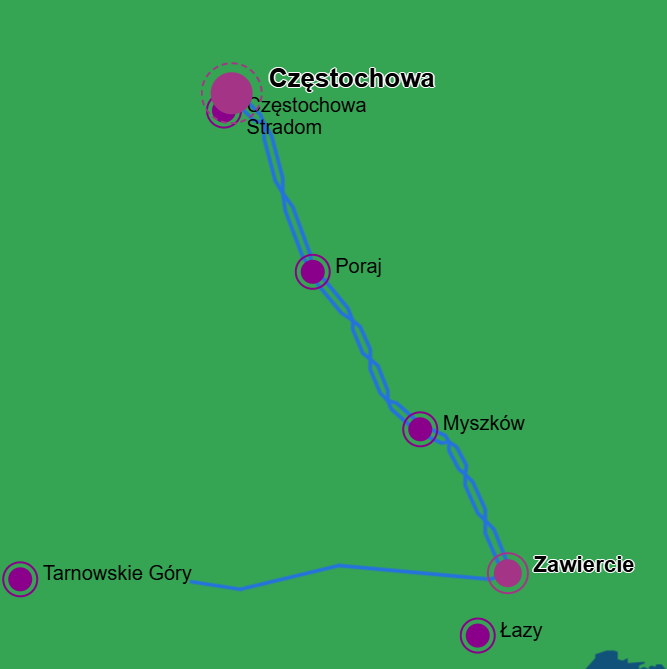 Częstochowa
Częstochowa
Stradom
Poraj
Myszków
Zawiercie
Tarnowskie Góry
Łazy